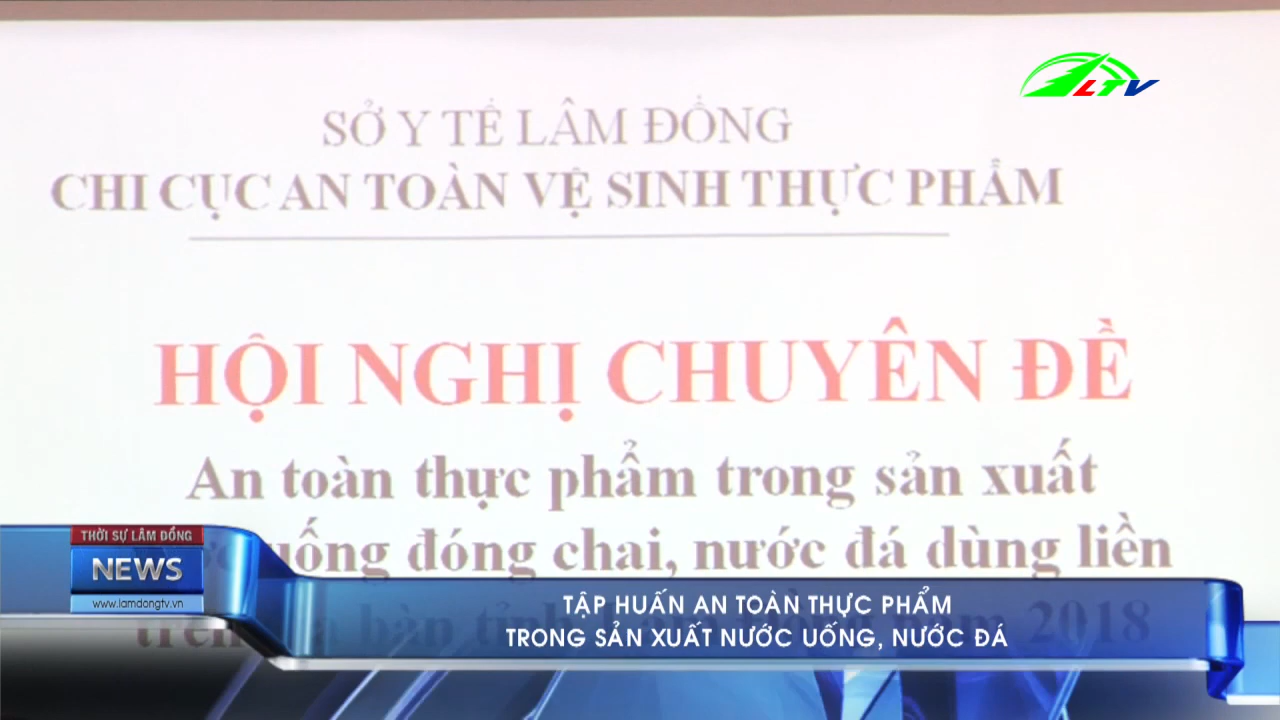 LTV
SỞ Y TẾ LÂM ĐỒNG
CHI CỤC AN TOÀN VỆ SINH THỰC PHẨM
HỘI NGHỊ CHUYÊN ĐỀ
An toàn thực phẩm trong sản xuất
uống đóng chai, nước đá dùng liền
bàn 2018
THỜI SỰ LÂM ĐỒNG
NEWS
www.lamdongtv.vn
TẬP HUẤN AN TOÀN THỰC PHẨM
TRONG SẢN XUẤT NƯỚC UỐNG, NƯỚC ĐÁ